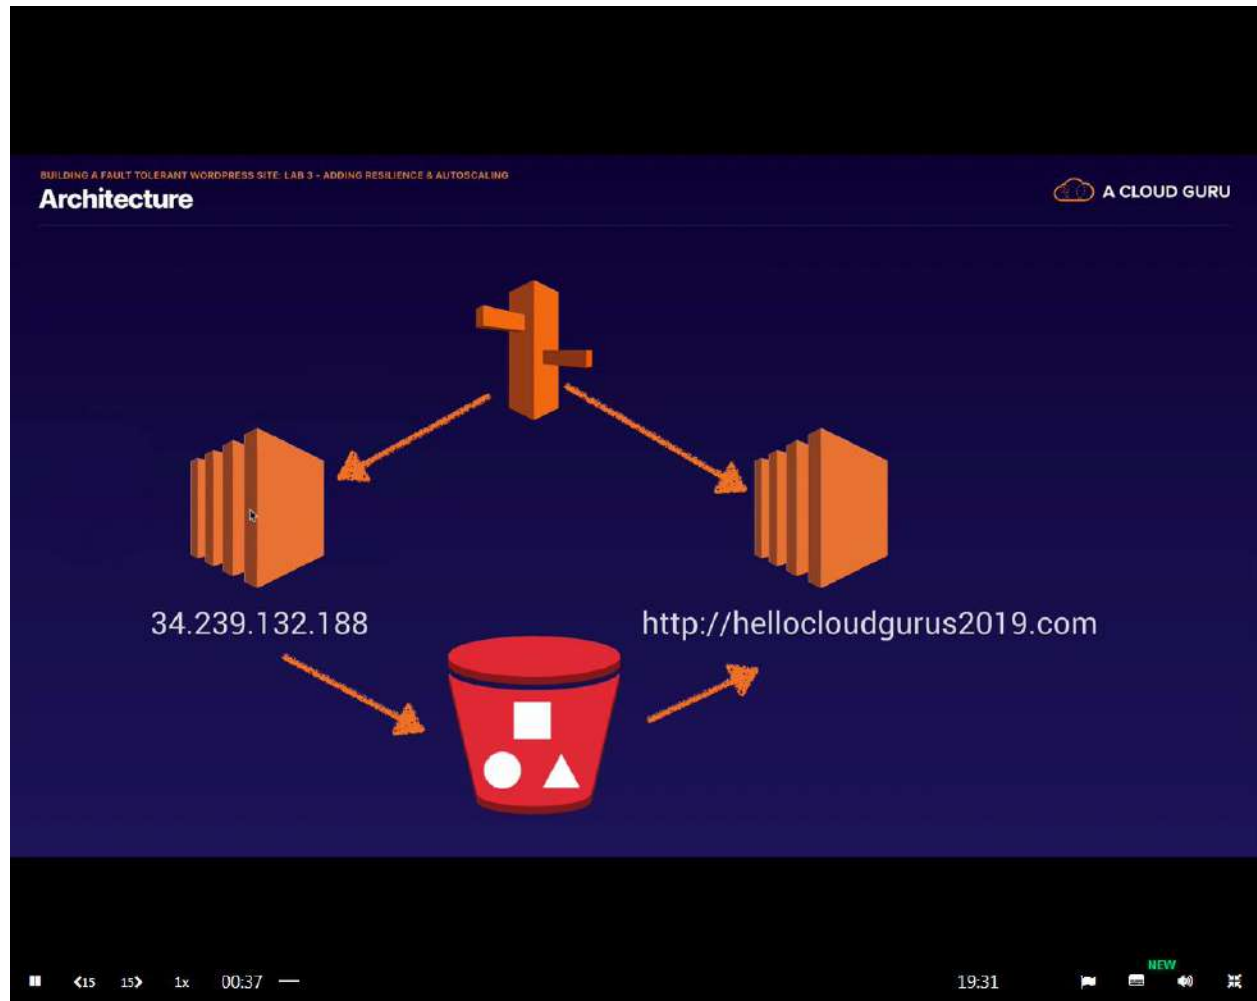 BUILDING A FAULT TOLERANT WORDPRESS SITE: LAB 3 - ADDING RESILIENCE & AUTOSCALING
Architecture
A CLOUD GURU
34.239.132.188
http://hellocloudgurus2019.com
NEW
15
15
1x
00:37
19:31